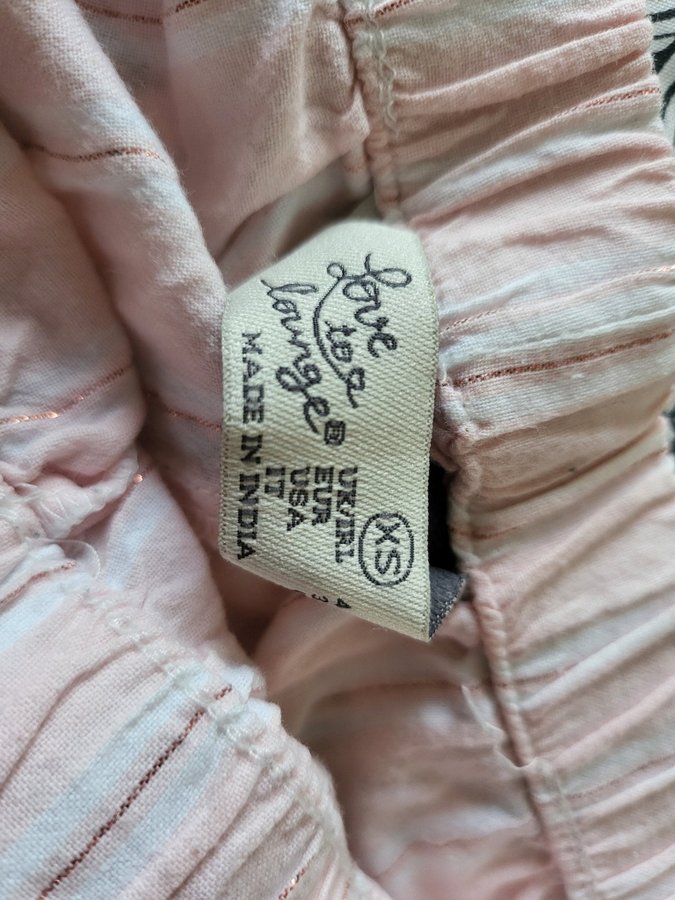 love
to
lounge®
XS
UK/IRL
EUR
USA
IT
MADE IN INDIA